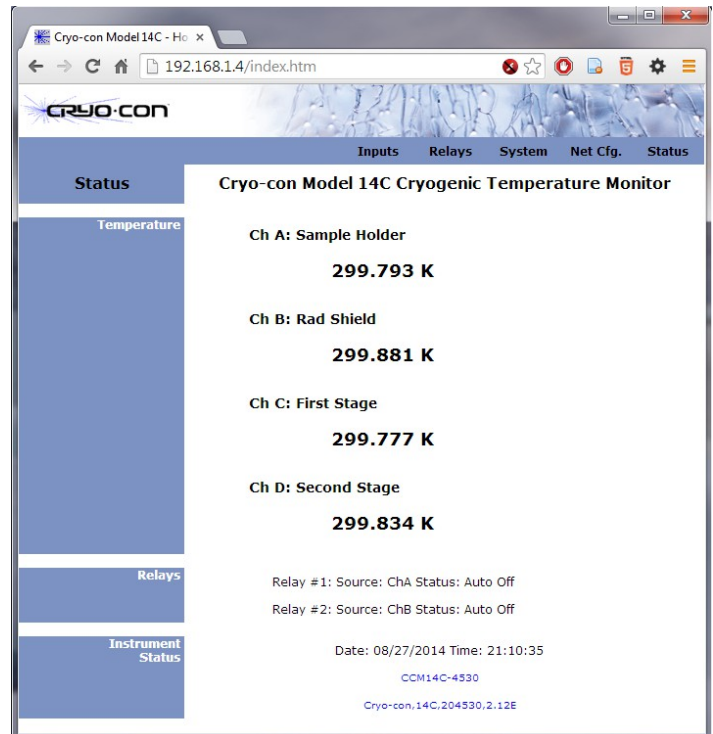 Cryo-con Model 14C - Ho
192.168.1.4/index.htm
CRYO·CON
Inputs Relays System Net Cfg. Status
Status
Cryo-con Model 14C Cryogenic Temperature Monitor
Temperature
Ch A: Sample Holder
299.793 K
Ch B: Rad Shield
299.881 K
Ch C: First Stage
299.777 K
Ch D: Second Stage
299.834 K
Relays
Relay #1: Source: ChA Status: Auto Off
Relay #2: Source: ChB Status: Auto Off
Instrument
Status
Date: 08/27/2014 Time: 21:10:35
CCM14C-4530
Cryo-con,14C,204530,2.12E